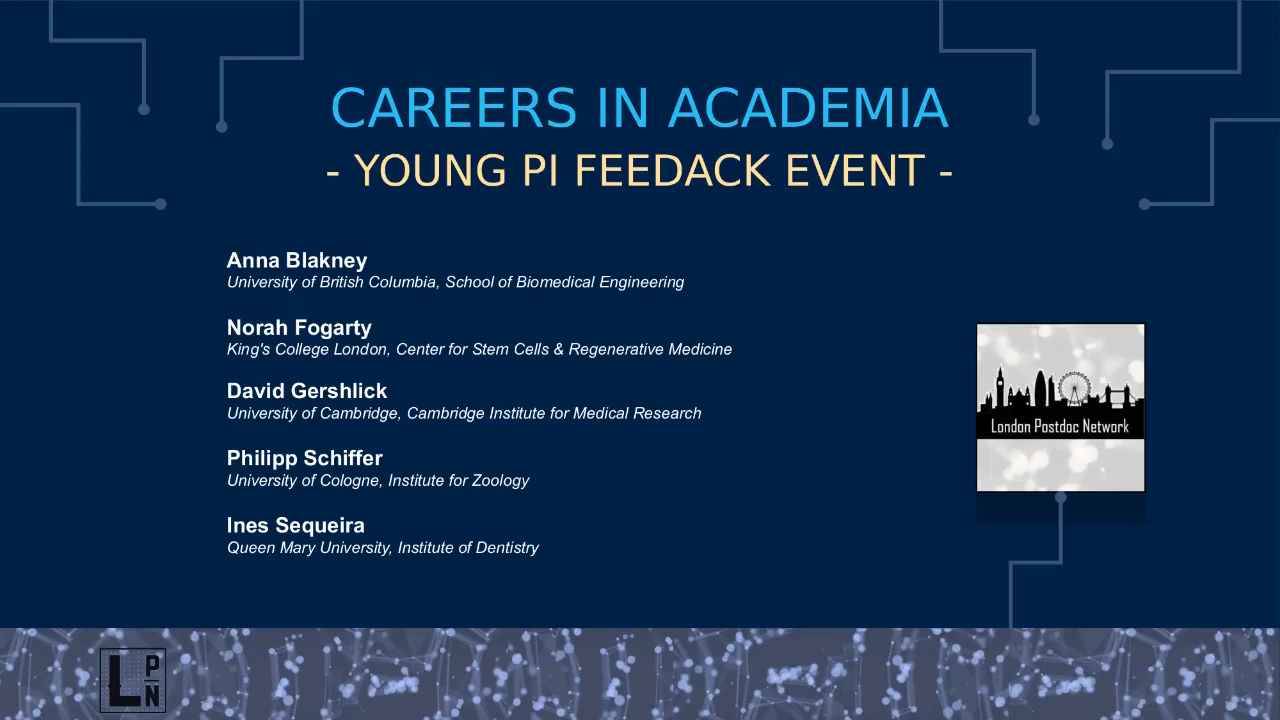 CAREERS IN ACADEMIA
- YOUNG PI FEEDACK EVENT -
Anna Blakney
University of British Columbia, School of Biomedical Engineering
Norah Fogarty
King's College London, Center for Stem Cells & Regenerative Medicine
David Gershlick
University of Cambridge, Cambridge Institute for Medical Research
Philipp Schiffer
University of Cologne, Institute for Zoology
Ines Sequeira
Queen Mary University, Institute of Dentistry
London Postdoc Network
LPN